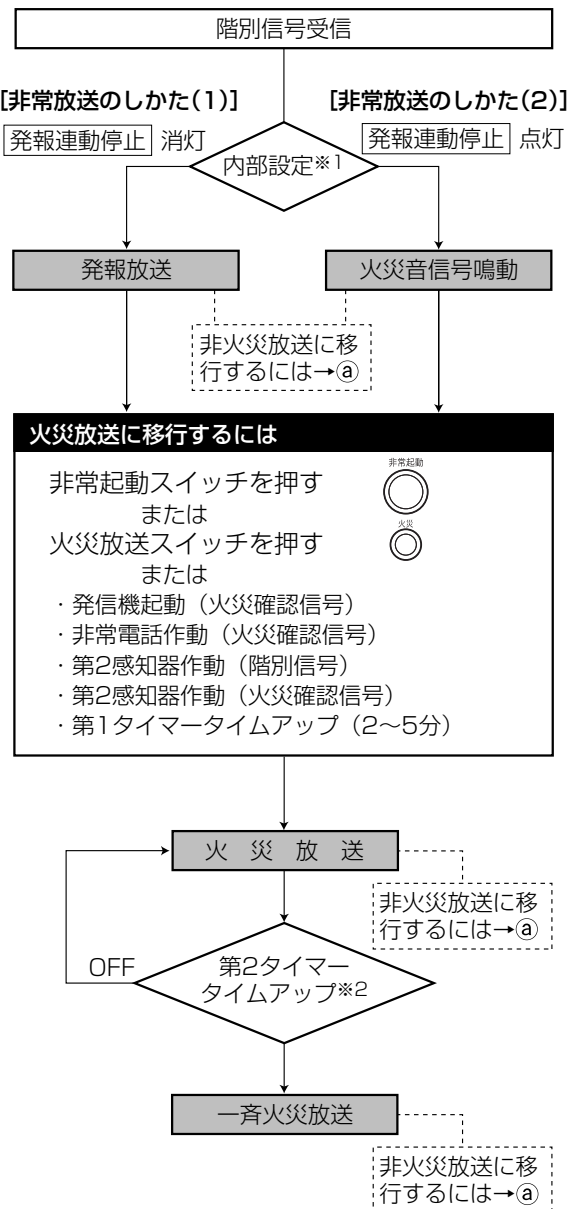 階別信号受信
[非常放送のしかた(1)]
[非常放送のしかた(2)]
発報連動停止 消灯
発報連動停止 点灯
内部設定※1
発報放送
火災音信号鳴動
非火災放送に移
行するには→ⓐ
火災放送に移行するには
非常起動スイッチを押す
非常起動
または
火災放送スイッチを押す
火災
または
・発信機起動（火災確認信号）
・非常電話作動（火災確認信号）
・第2感知器作動（階別信号）
・第2感知器作動（火災確認信号）
・第1タイマータイムアップ（2～5分）
火 災 放 送
非火災放送に移
行するには→ⓐ
OFF
第2タイマー
タイムアップ※2
一斉火災放送
非火災放送に移
行するには→ⓐ